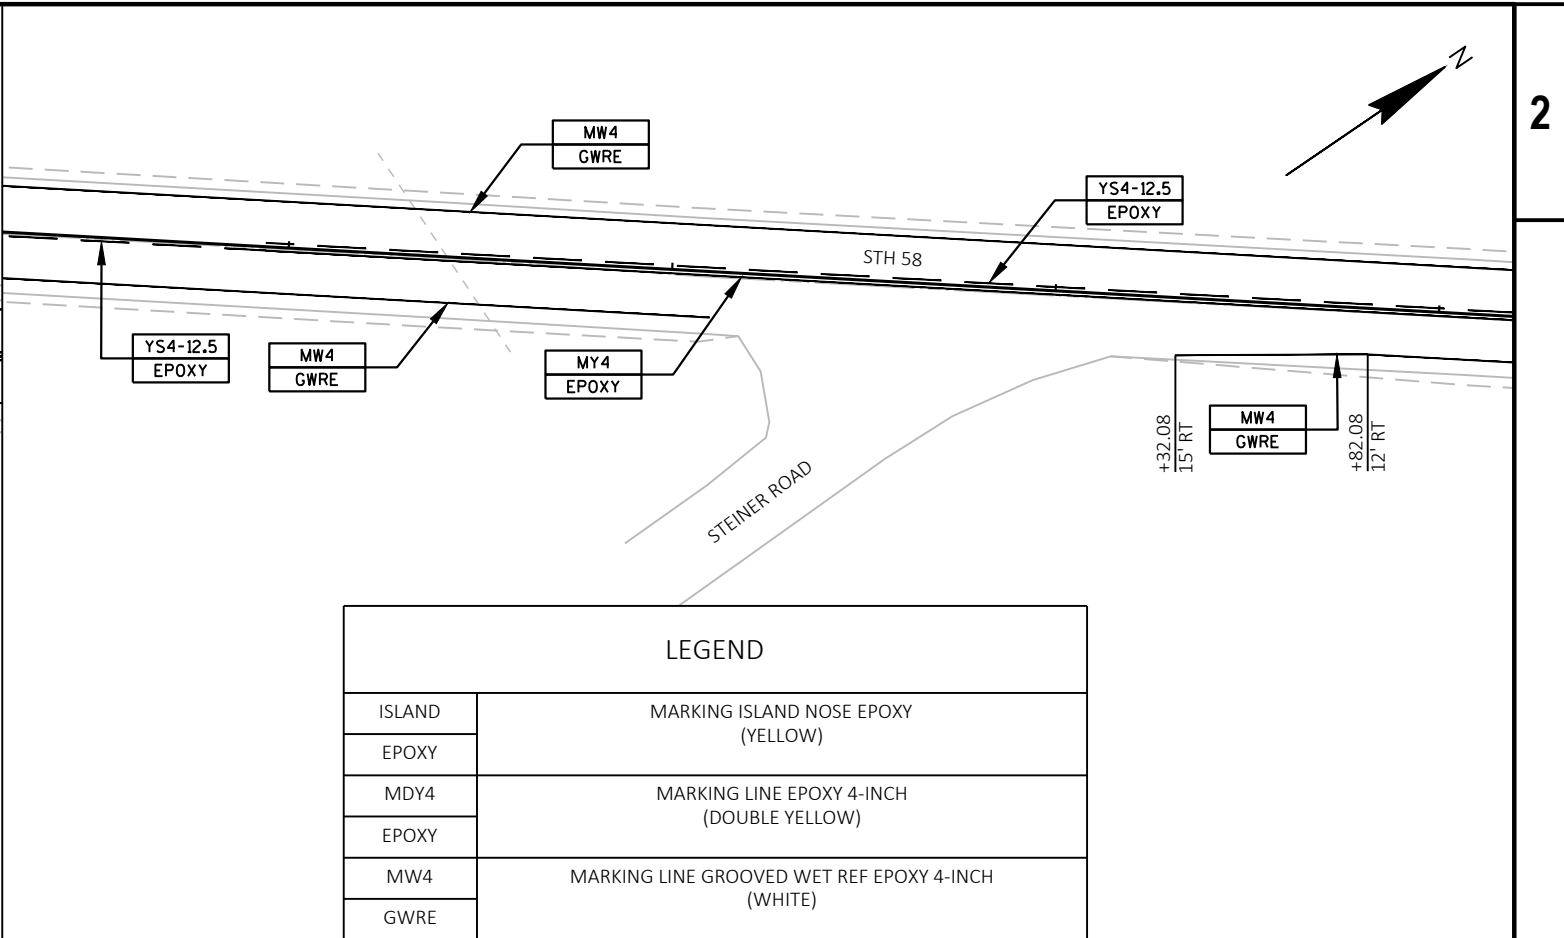 N
2
MW4
GWRE
YS4-12.5
EPOXY
STH 58
YS4-12.5
EPOXY
MW4
GWRE
MY4
EPOXY
+32.08
15' RT
MW4
GWRE
+82.08
12' RT
STEINER ROAD
LEGEND
ISLAND
EPOXY
MARKING ISLAND NOSE EPOXY
(YELLOW)
MDY4
EPOXY
MARKING LINE EPOXY 4-INCH
(DOUBLE YELLOW)
MW4
GWRE
MARKING LINE GROOVED WET REF EPOXY 4-INCH
(WHITE)